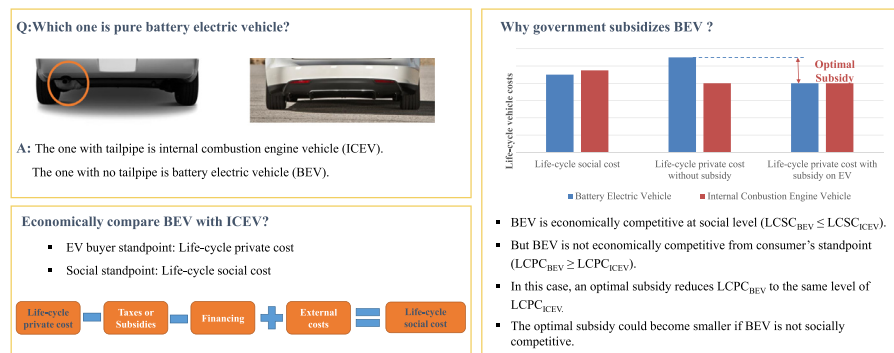 Q:Which one is pure battery electric vehicle?
A: The one with tailpipe is internal combustion engine vehicle (ICEV).
The one with no tailpipe is battery electric vehicle (BEV).
Economically compare BEV with ICEV?
▪ EV buyer standpoint: Life-cycle private cost
▪ Social standpoint: Life-cycle social cost
Life-cycle
private cost
Taxes or
Subsidies
Financing
External
costs
Life-cycle
social cost
Why government subsidizes BEV ?
Life-cycle vehicle costs
Optimal
Subsidy
Life-cycle social cost
Life-cycle private cost
without subsidy
Life-cycle private cost with
subsidy on EV
Battery Electric Vehicle
Internal Conbustion Engine Vehicle
▪ BEV is economically competitive at social level (LCSCBEV ≤ LCSCICEV).
▪ But BEV is not economically competitive from consumer's standpoint
(LCPCBEV ≥ LCPCICEV).
▪ In this case, an optimal subsidy reduces LCPCBEV to the same level of
LCPCICEV.
▪ The optimal subsidy could become smaller if BEV is not socially
competitive.